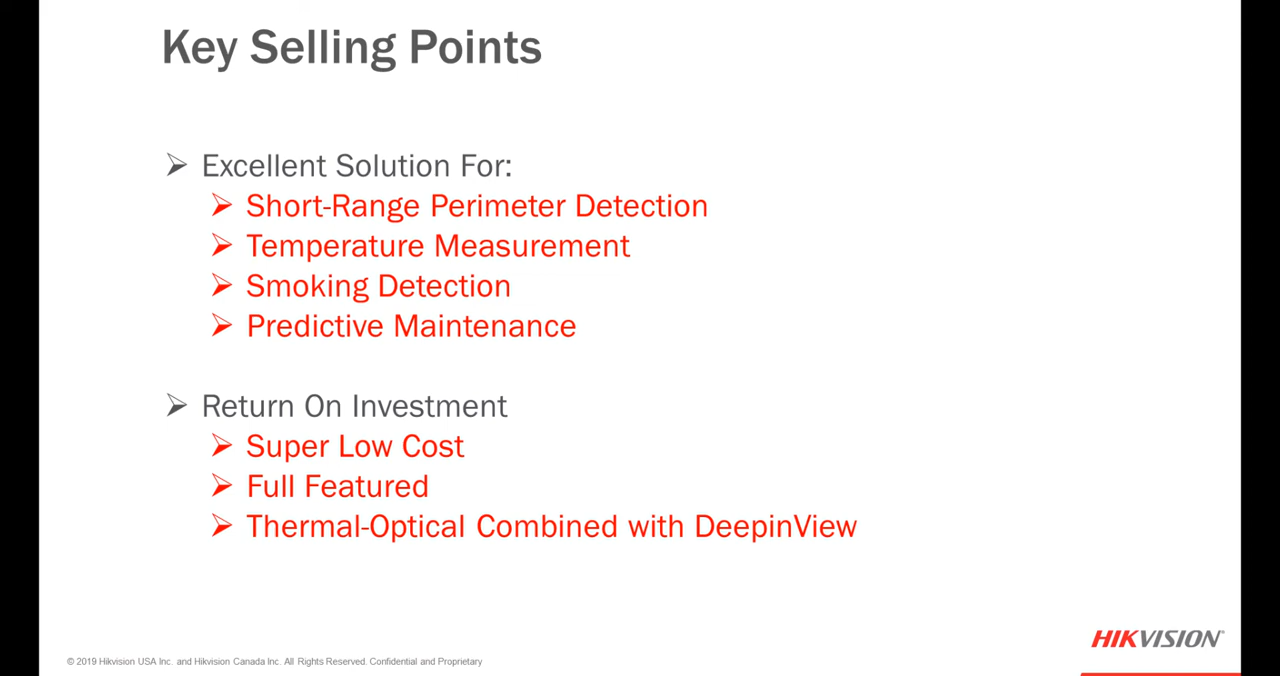 Key Selling Points
Excellent Solution For:
Short-Range Perimeter Detection
Temperature Measurement
Smoking Detection
Predictive Maintenance
Return On Investment
Super Low Cost
Full Featured
Thermal-Optical Combined with DeepinView
HIKVISION®
© 2019 Hikvision USA Inc. and Hikvision Canada Inc. All Rights Reserved. Confidential and Proprietary